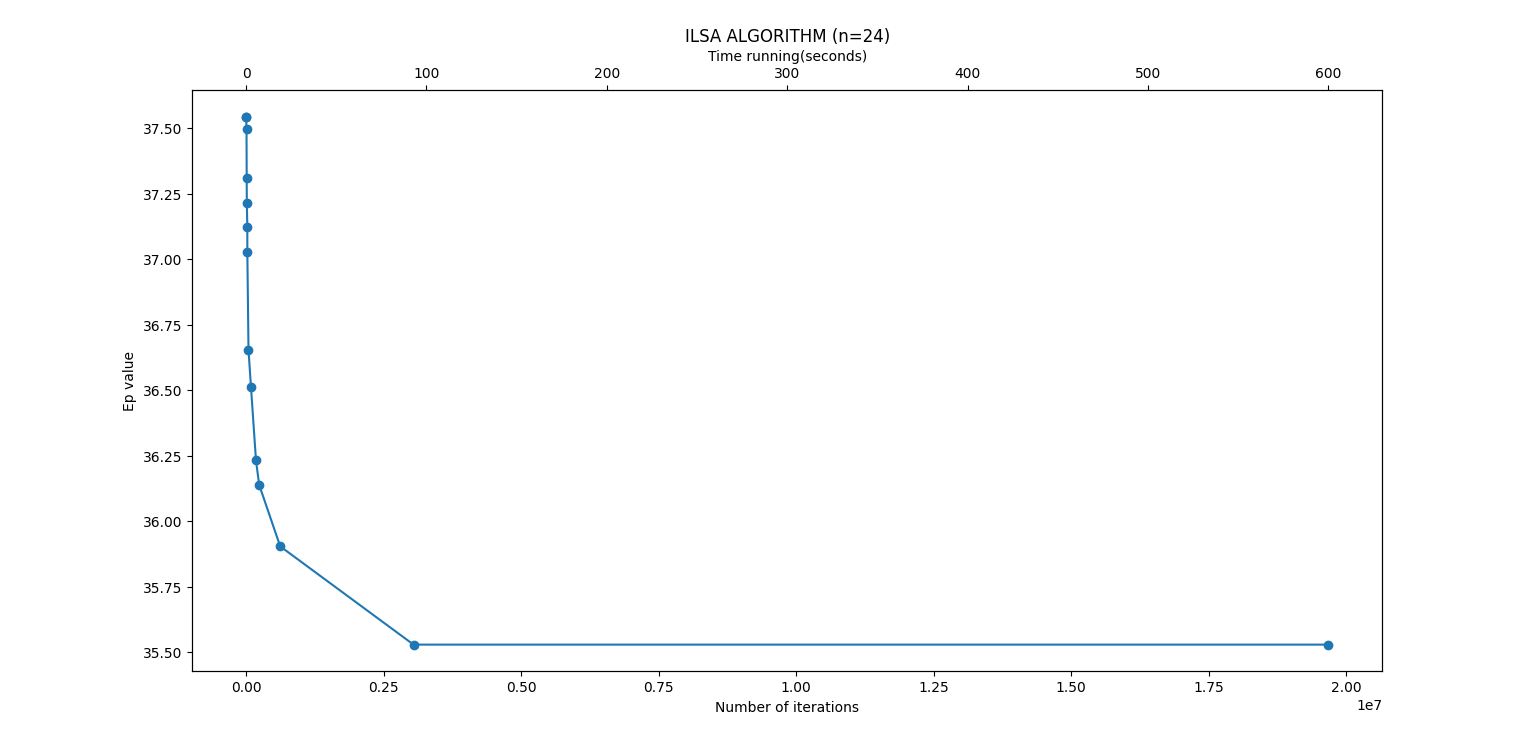 ILSA ALGORITHM (n=24)
Time running(seconds)
0 100 200 300 400 500 600
37.50
37.25
37.00
36.75
36.50
36.25
36.00
35.75
35.50
Ep value
0.00 0.25 0.50 0.75 1.00 1.25 1.50 1.75 2.00
1e7
Number of iterations